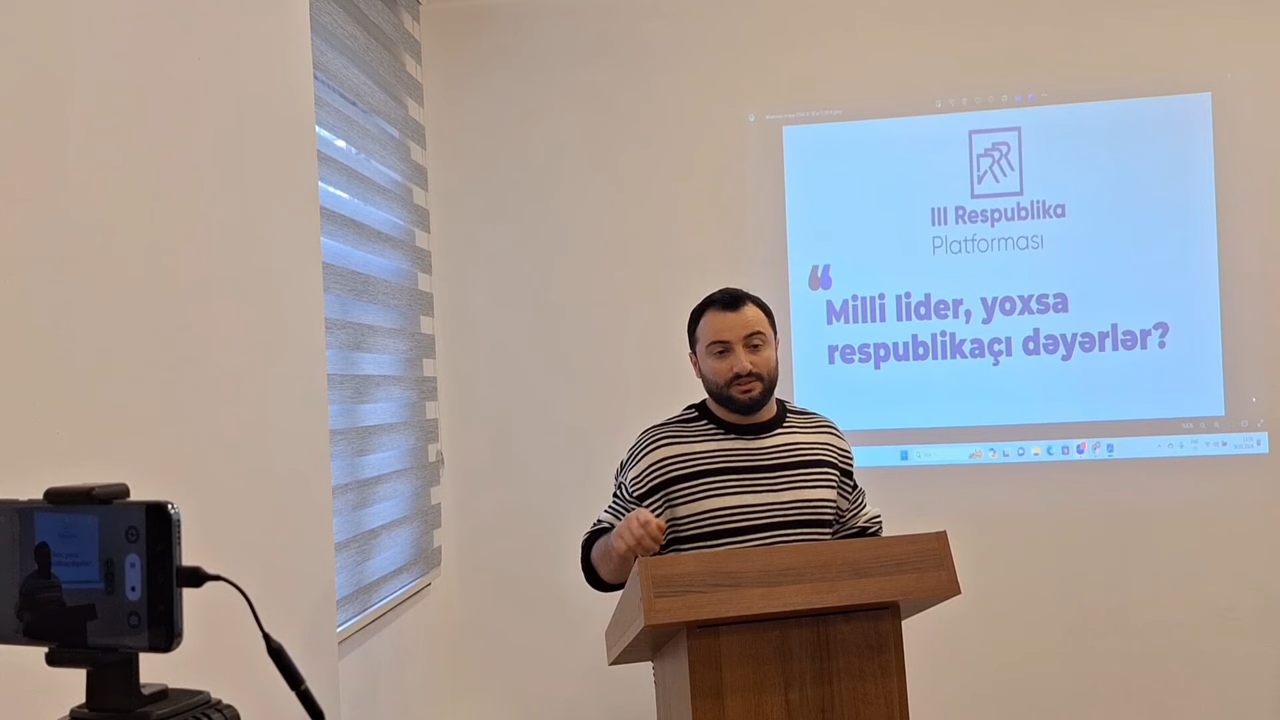 III Respublika
Platforması
“
Milli lider, yoxsa
respublikaçı dəyərlər?